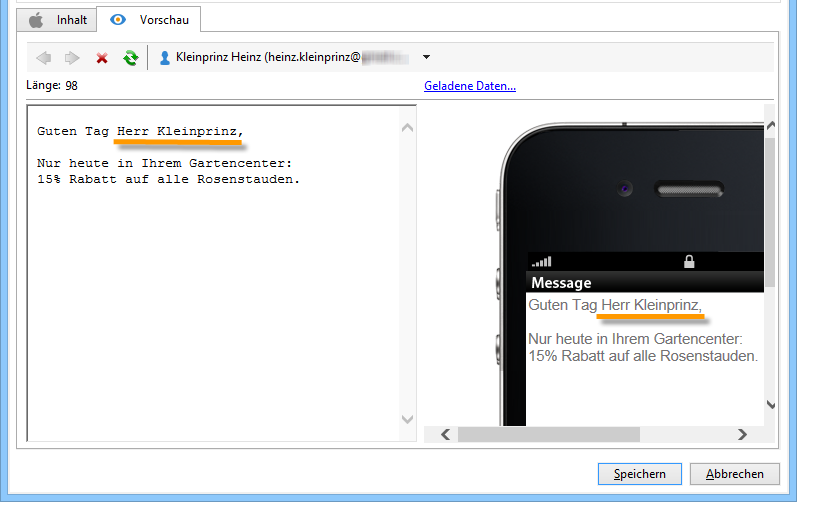 Inhalt
Vorschau
Kleinprinz Heinz (heinz.kleinprinz@
Länge: 98
Geladene Daten...
Guten Tag Herr Kleinprinz,
Nur heute in Ihrem Gartencenter:
15% Rabatt auf alle Rosenstauden.
Message
Guten Tag Herr Kleinprinz,
Nur heute in Ihrem Gartencenter:
15% Rabatt auf alle Rosenstauden.
Speichern
Abbrechen